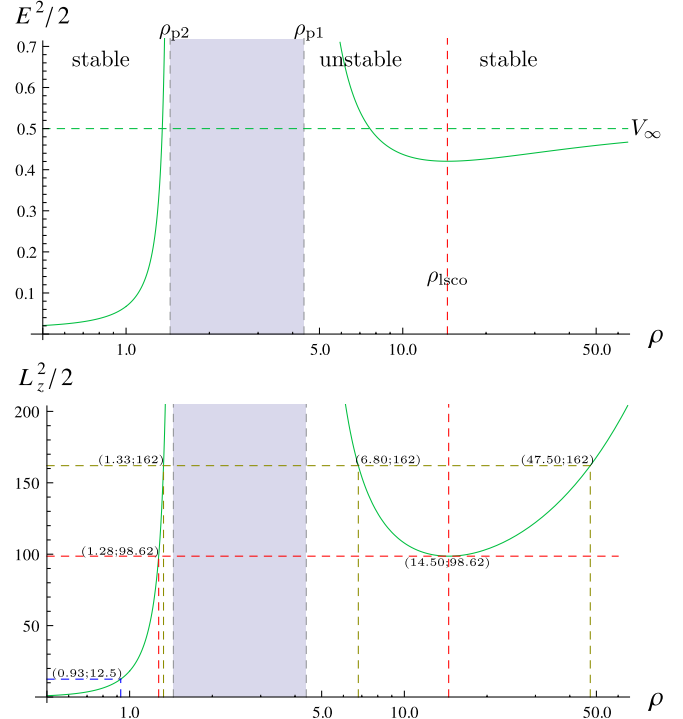 E²/2
ρp2 ρp1
0.7
stable unstable stable
0.6
0.5 V∞
0.4
0.3
0.2
ρlsco
0.1
1.0 5.0 10.0 50.0 ρ
L_z²/2
200
(1.33;162) (6.80;162) (47.50;162)
150
(1.28;98.62)
100
(14.50;98.62)
50
(0.93;12.5)
1.0 5.0 10.0 50.0 ρ